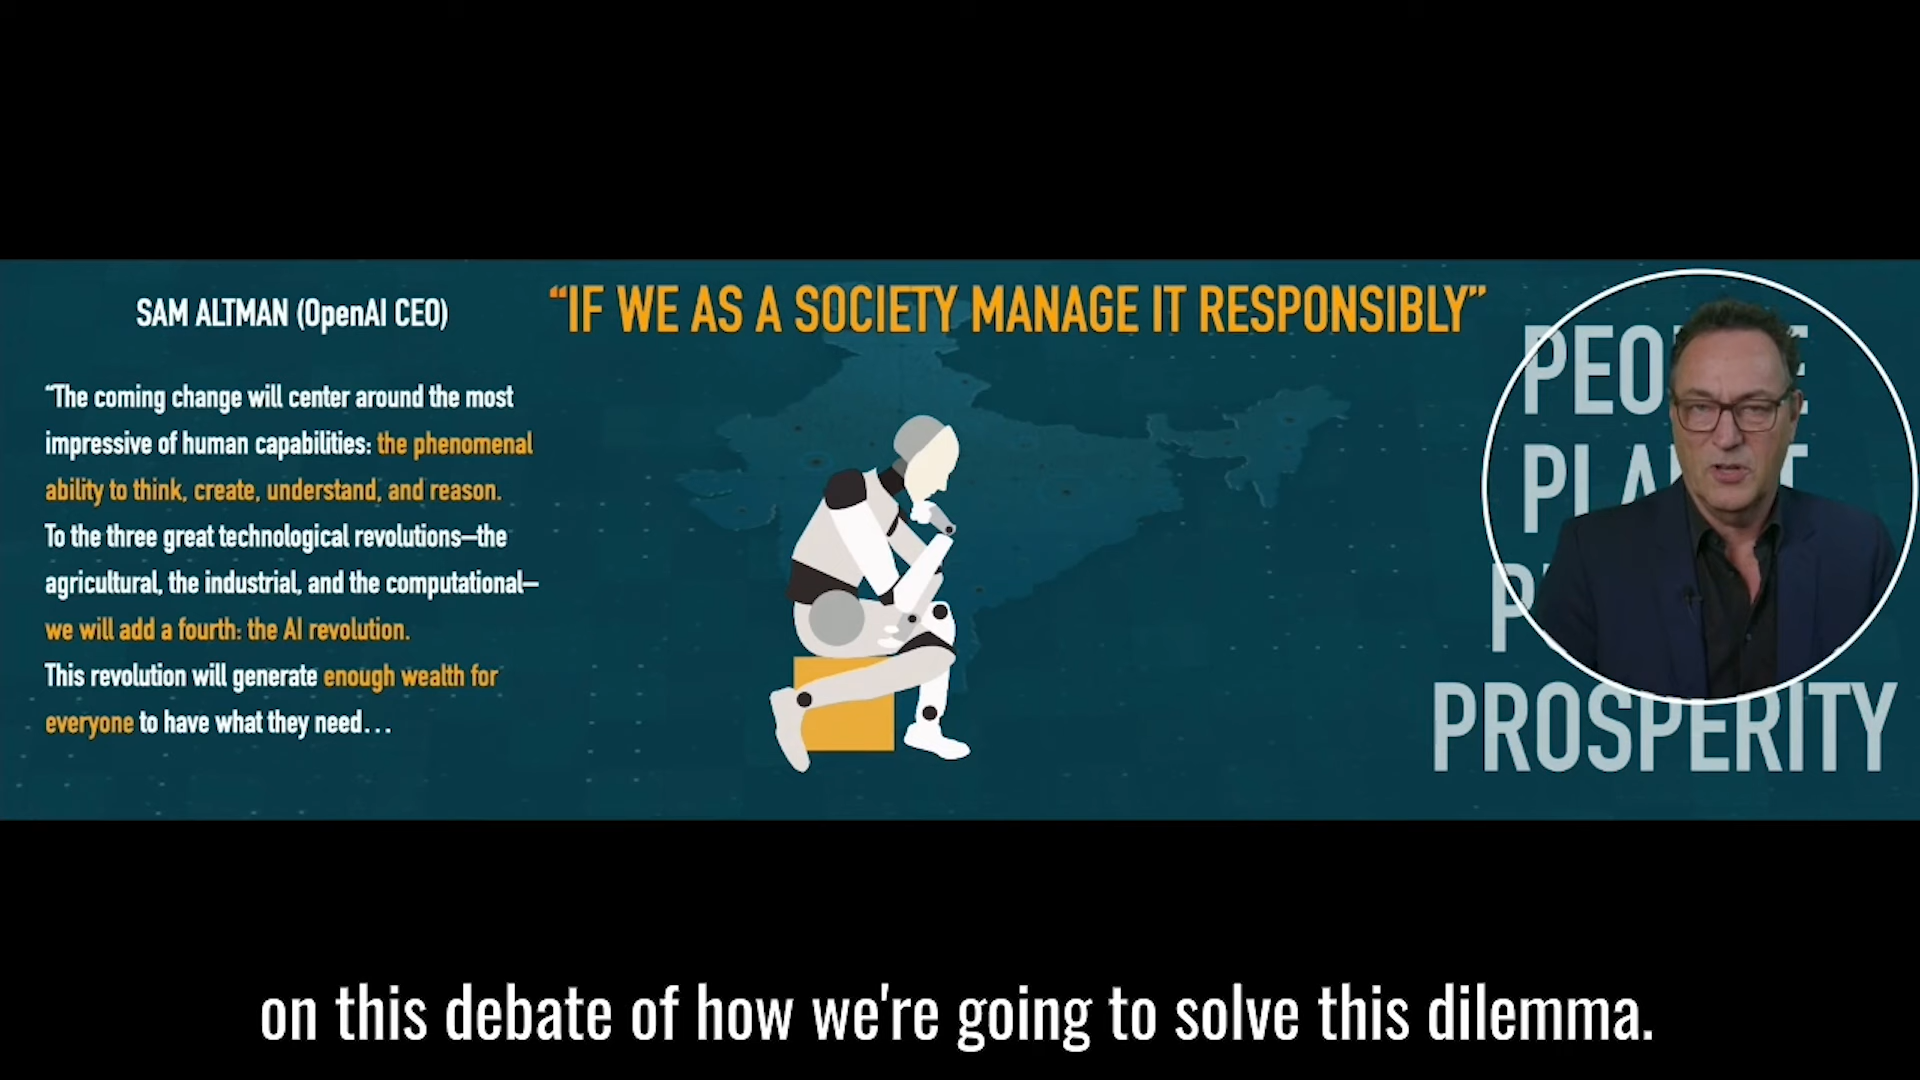 SAM ALTMAN (OpenAI CEO)
“IF WE AS A SOCIETY MANAGE IT RESPONSIBLY”
“The coming change will center around the most
impressive of human capabilities: the phenomenal
ability to think, create, understand, and reason.
To the three great technological revolutions—the
agricultural, the industrial, and the computational—
we will add a fourth: the AI revolution.
This revolution will generate enough wealth for
everyone to have what they need…
PROSPERITY
on this debate of how we're going to solve this dilemma.